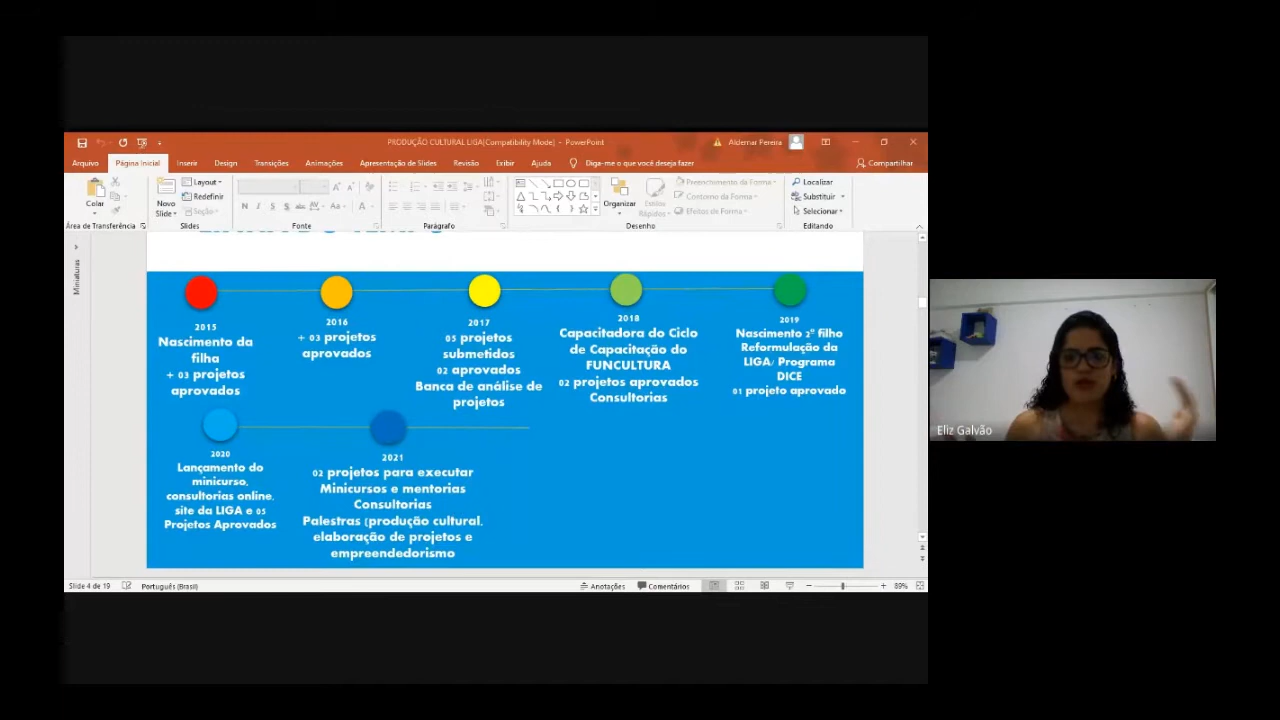 PRODUÇÃO CULTURAL LIGA[Compatibility Mode] - PowerPoint
Aldemar Pereira
Arquivo Página Inicial Inserir Design Transições Animações Apresentação de Slides Revisão Exibir Ajuda Diga-me o que você deseja fazer Compartilhar
Colar
Novo
Slide
Layout
Redefinir
Seção
Organizar
Estilos
Rápidos
Preenchimento da Forma
Contorno da Forma
Efeitos de Forma
Localizar
Substituir
Selecionar
Área de Transferência Slides Fonte Parágrafo Desenho Editando
Miniaturas
2015
Nascimento da
filha
+ 03 projetos
aprovados
2016
+ 03 projetos
aprovados
2017
05 projetos
submetidos
02 aprovados
Banca de análise de
projetos
2018
Capacitadora do Ciclo
de Capacitação do
FUNCULTURA
02 projetos aprovados
Consultorias
2019
Nascimento 2º filho
Reformulação da
LIGA/ Programa
DICE
01 projeto aprovado
2020
Lançamento do
minicurso,
consultorias online,
site da LIGA e 05
Projetos Aprovados
2021
02 projetos para executar
Minicursos e mentorias
Consultorias
Palestras (produção cultural,
elaboração de projetos e
empreendedorismo
Slide 4 de 19 Português (Brasil) Anotações Comentários 89%
Eliz Galvão